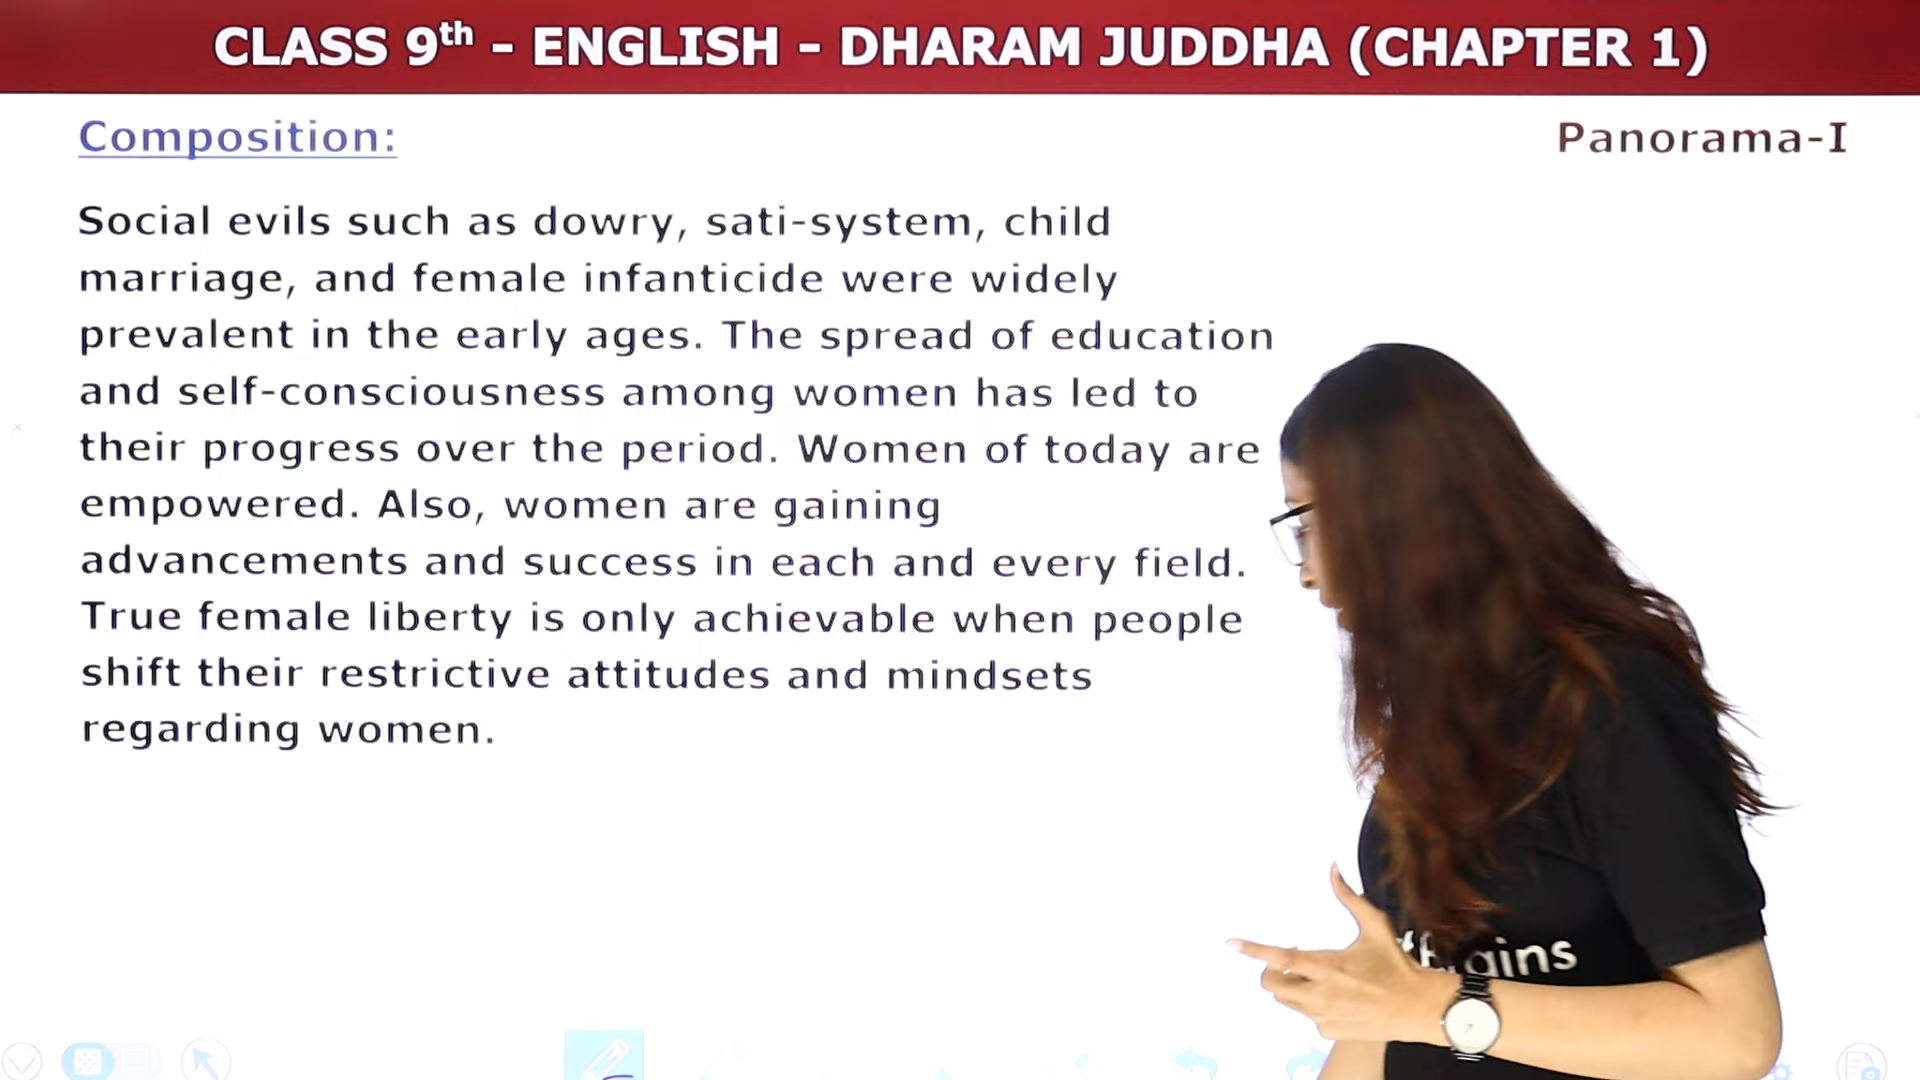 CLASS 9th - ENGLISH - DHARAM JUDDHA (CHAPTER 1)
Composition:
Panorama-I
Social evils such as dowry, sati-system, child
marriage, and female infanticide were widely
prevalent in the early ages. The spread of education
and self-consciousness among women has led to
their progress over the period. Women of today are
empowered. Also, women are gaining
advancements and success in each and every field.
True female liberty is only achievable when people
shift their restrictive attitudes and mindsets
regarding women.